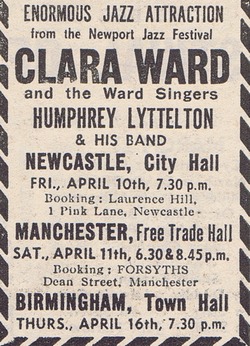 ENORMOUS JAZZ ATTRACTION
from the Newport Jazz Festival
CLARA WARD
and the Ward Singers
HUMPHREY LYTTELTON
& HIS BAND
NEWCASTLE, City Hall
FRI., APRIL 10th, 7.30 p.m.
Booking: Laurence Hill,
1 Pink Lane, Newcastle
MANCHESTER, Free Trade Hall
SAT., APRIL 11th, 6.30 & 8.45 p.m.
Booking: FORSYTHS
Dean Street, Manchester
BIRMINGHAM, Town Hall
THURS., APRIL 16th, 7.30 p.m.